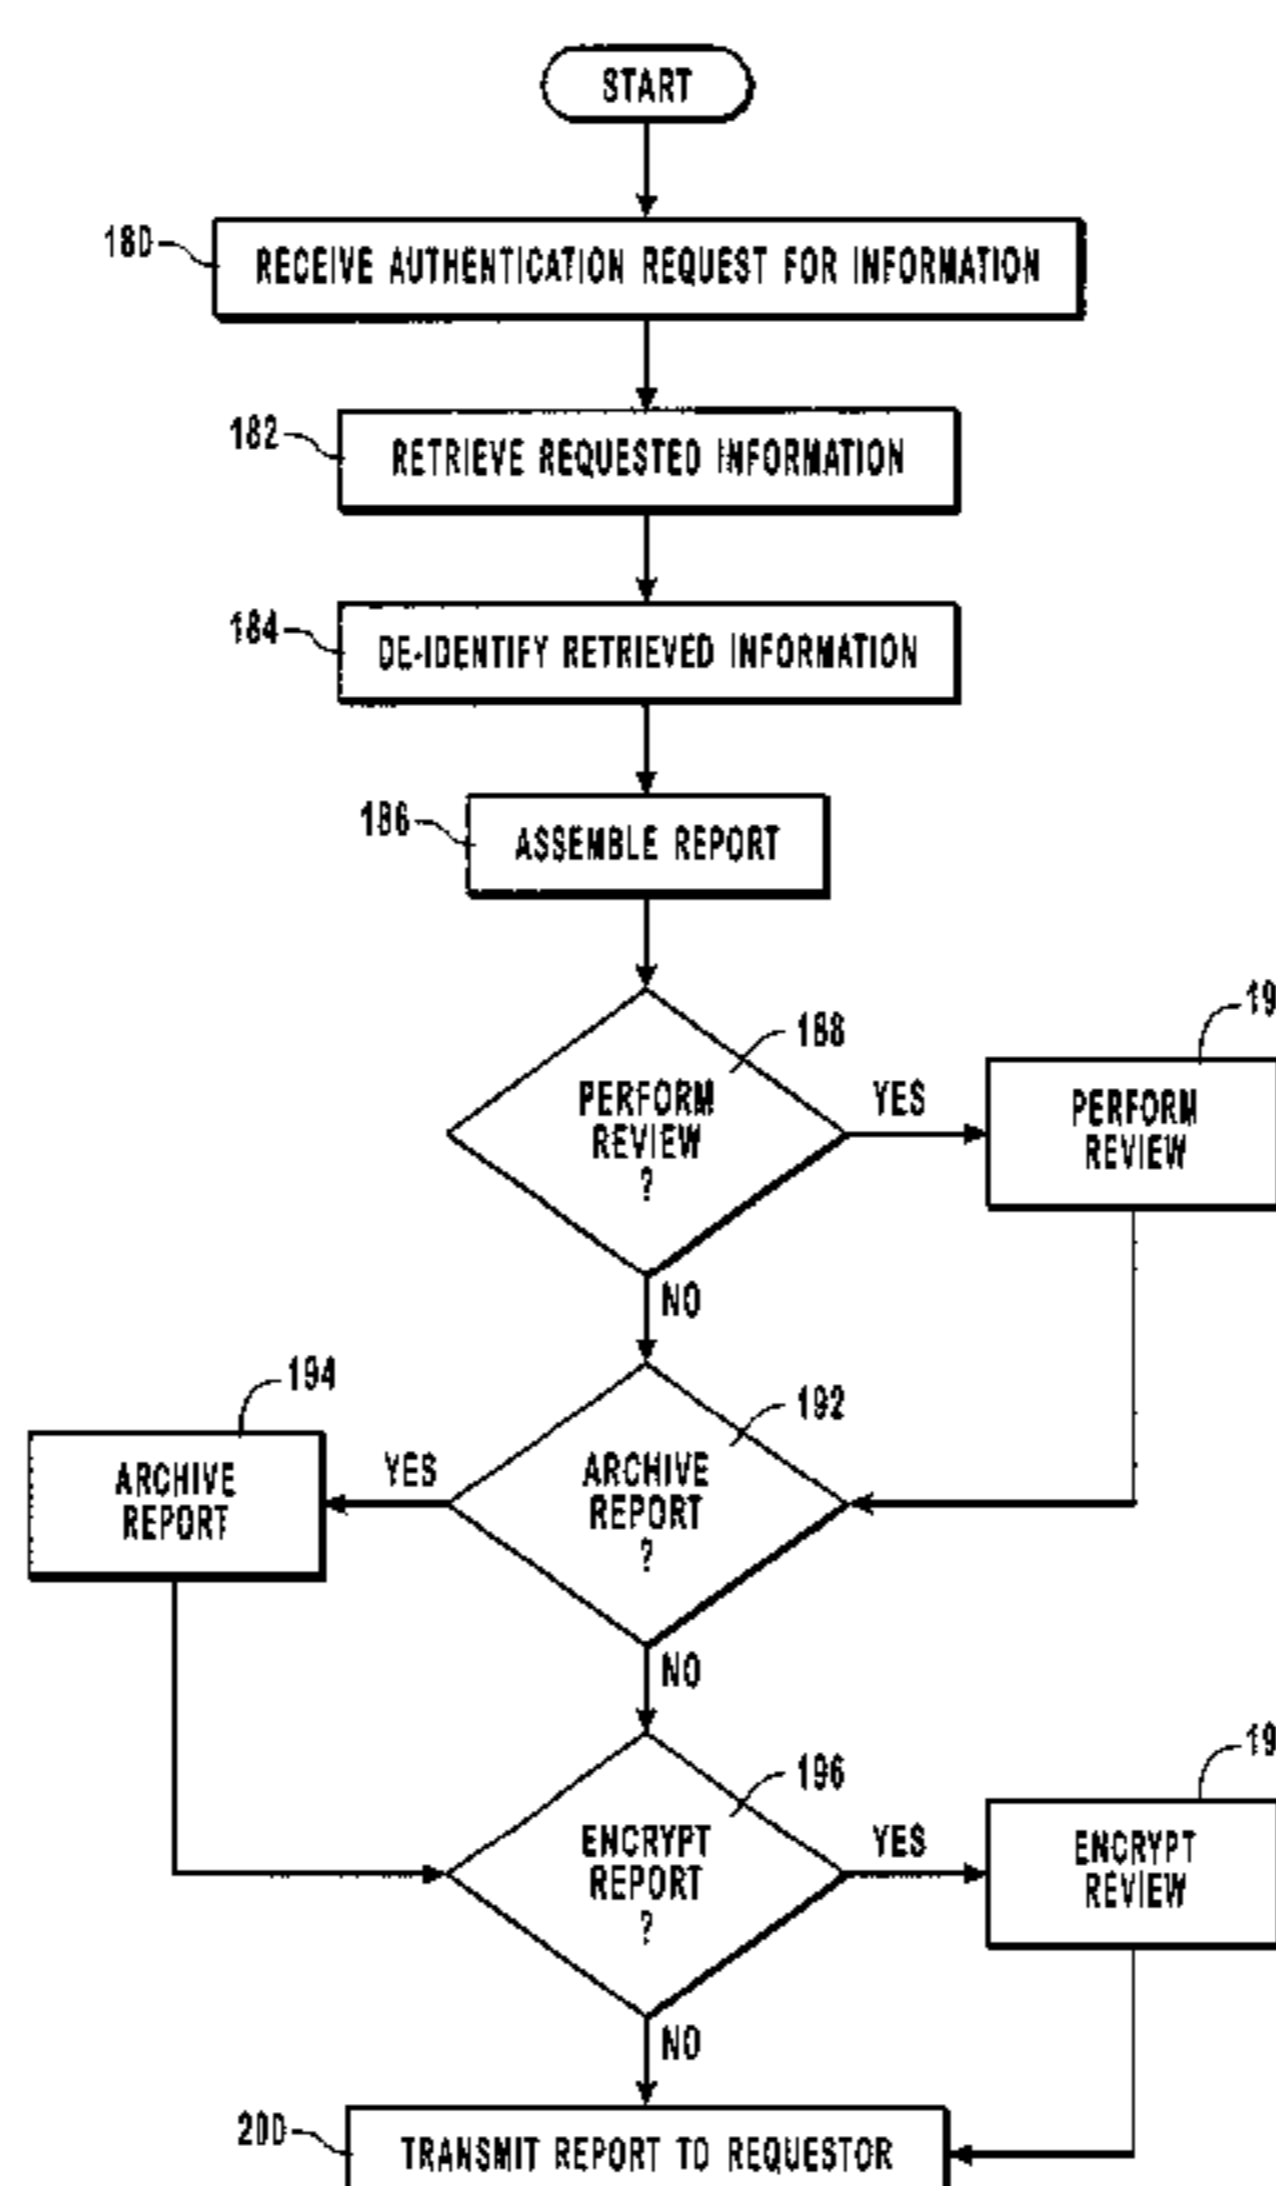 START
180
RECEIVE AUTHENTICATION REQUEST FOR INFORMATION
182
RETRIEVE REQUESTED INFORMATION
184
DE-IDENTIFY RETRIEVED INFORMATION
186
ASSEMBLE REPORT
188
PERFORM
REVIEW
?
YES
19
PERFORM
REVIEW
NO
194
ARCHIVE
REPORT
YES
192
ARCHIVE
REPORT
?
NO
196
ENCRYPT
REPORT
?
YES
19
ENCRYPT
REVIEW
NO
200
TRANSMIT REPORT TO REQUESTOR